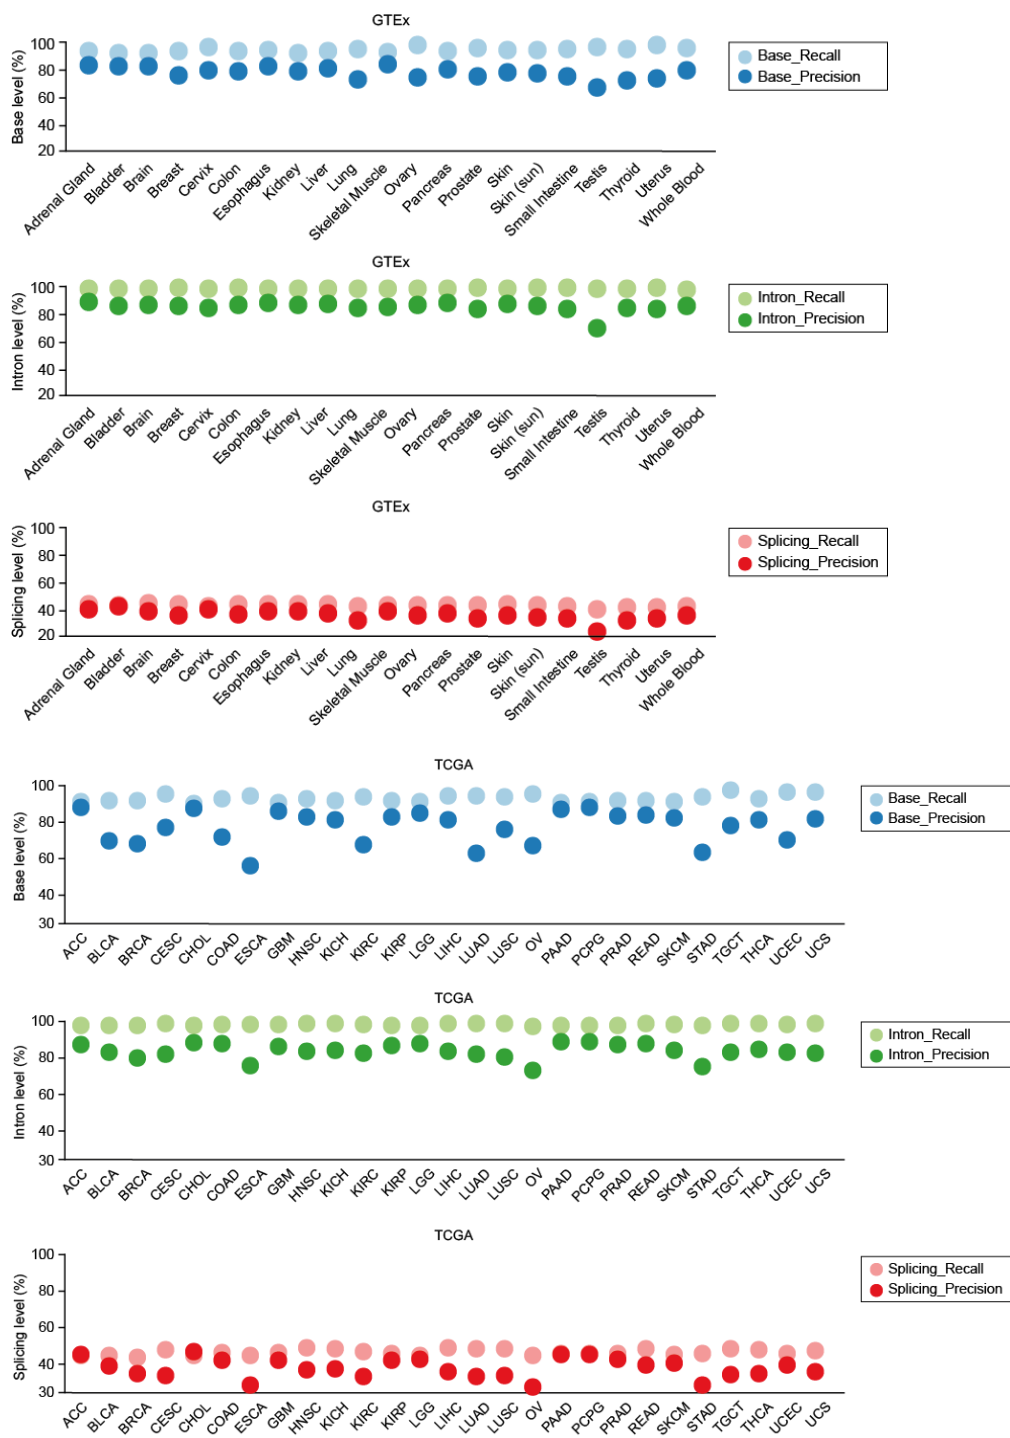 GTEx
Base level (%)
100
80
60
40
20
Adrenal Gland
Bladder
Brain
Breast
Cervix
Colon
Esophagus
Kidney
Liver
Lung
Skeletal Muscle
Ovary
Pancreas
Prostate
Skin
Skin (sun)
Small Intestine
Testis
Thyroid
Uterus
Whole Blood
Base_Recall
Base_Precision
GTEx
Intron level (%)
100
80
60
40
20
Adrenal Gland
Bladder
Brain
Breast
Cervix
Colon
Esophagus
Kidney
Liver
Lung
Skeletal Muscle
Ovary
Pancreas
Prostate
Skin
Skin (sun)
Small Intestine
Testis
Thyroid
Uterus
Whole Blood
Intron_Recall
Intron_Precision
GTEx
Splicing level (%)
100
80
60
40
20
Adrenal Gland
Bladder
Brain
Breast
Cervix
Colon
Esophagus
Kidney
Liver
Lung
Skeletal Muscle
Ovary
Pancreas
Prostate
Skin
Skin (sun)
Small Intestine
Testis
Thyroid
Uterus
Whole Blood
Splicing_Recall
Splicing_Precision
TCGA
Base level (%)
100
80
60
40
30
ACC
BLCA
BRCA
CESC
CHOL
COAD
ESCA
GBM
HNSC
KICH
KIRC
KIRP
LGG
LIHC
LUAD
LUSC
OV
PAAD
PCPG
PRAD
READ
SKCM
STAD
TGCT
THCA
UCEC
UCS
Base_Recall
Base_Precision
TCGA
Intron level (%)
100
80
60
40
30
ACC
BLCA
BRCA
CESC
CHOL
COAD
ESCA
GBM
HNSC
KICH
KIRC
KIRP
LGG
LIHC
LUAD
LUSC
OV
PAAD
PCPG
PRAD
READ
SKCM
STAD
TGCT
THCA
UCEC
UCS
Intron_Recall
Intron_Precision
TCGA
Splicing level (%)
100
80
60
40
30
ACC
BLCA
BRCA
CESC
CHOL
COAD
ESCA
GBM
HNSC
KICH
KIRC
KIRP
LGG
LIHC
LUAD
LUSC
OV
PAAD
PCPG
PRAD
READ
SKCM
STAD
TGCT
THCA
UCEC
UCS
Splicing_Recall
Splicing_Precision